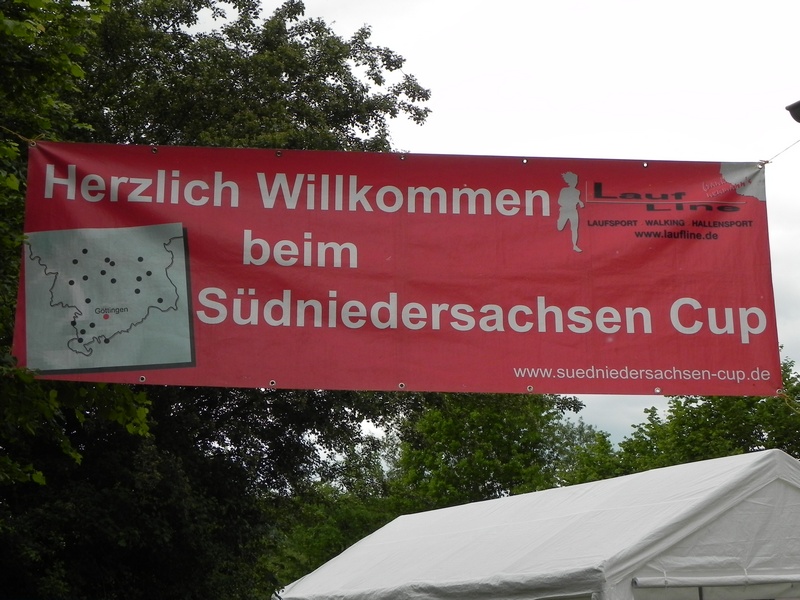 Herzlich Willkommen
beim
Südniedersachsen Cup
Lauf
Line
LAUFSPORT WALKING HALLENSPORT
www.laufline.de
Göttingen
www.suedniedersachsen-cup.de